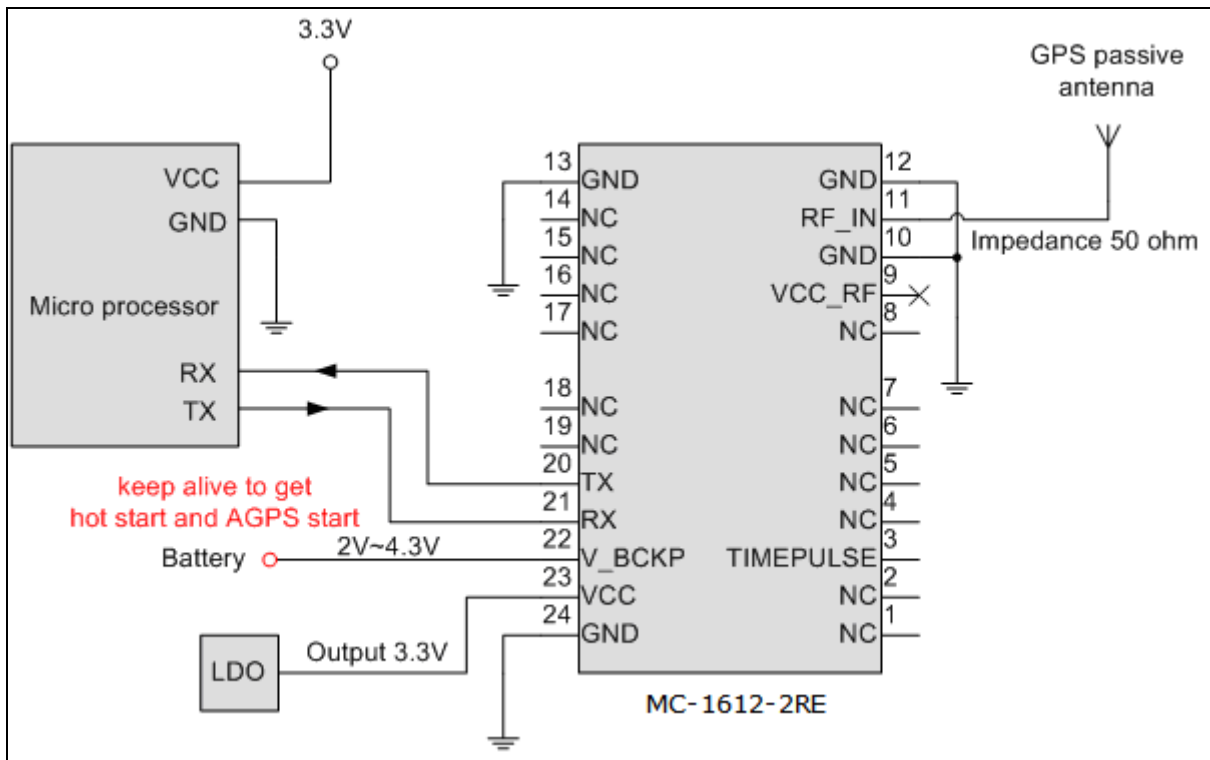 3.3V
GPS passive
antenna
VCC
GND
Micro processor
RX
TX
keep alive to get
hot start and AGPS start
Battery
2V~4.3V
LDO
Output 3.3V
13 GND
14 NC
15 NC
16 NC
17 NC
18 NC
19 NC
20 TX
21 RX
22 V_BCKP
23 VCC
24 GND
GND 12
RF_IN 11
GND 10
VCC_RF 9
NC 8
NC 7
NC 6
NC 5
NC 4
TIMEPULSE 3
NC 2
NC 1
Impedance 50 ohm
MC-1612-2RE